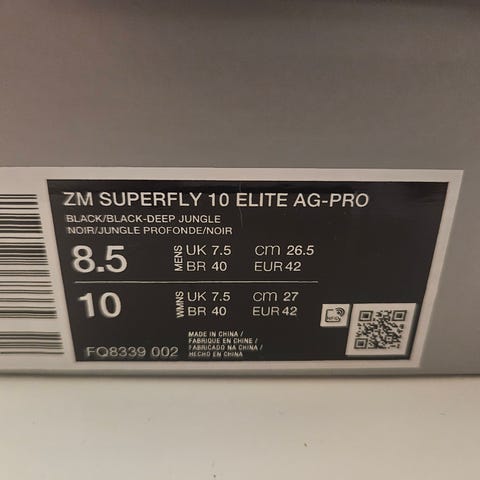 ZM SUPERFLY 10 ELITE AG-PRO
BLACK/BLACK-DEEP JUNGLE
NOIR/JUNGLE PROFONDE/NOIR
8.5 MENS UK 7.5 CM 26.5
BR 40 EUR 42
10 WMNS UK 7.5 CM 27
BR 40 EUR 42
MADE IN CHINA /
FABRIQUE EN CHINE /
FABRICADO NA CHINA /
HECHO EN CHINA
FQ8339 002